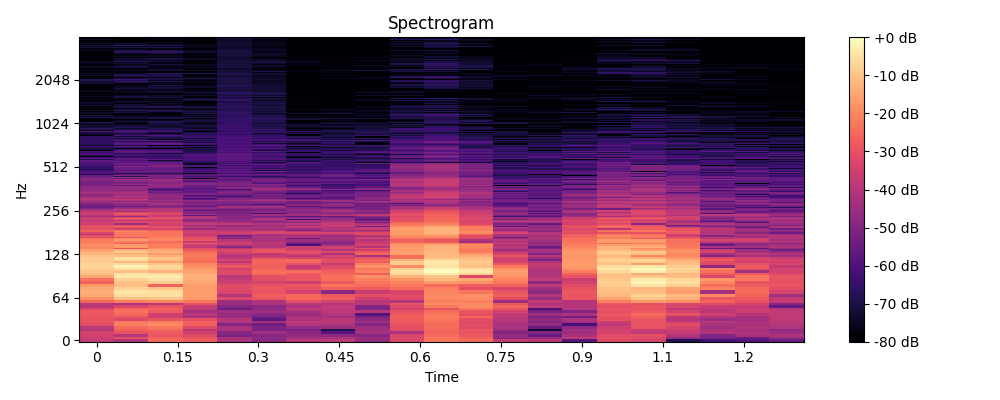 Spectrogram
Hz
2048
1024
512
256
128
64
0
0 0.15 0.3 0.45 0.6 0.75 0.9 1.1 1.2
Time
+0 dB
-10 dB
-20 dB
-30 dB
-40 dB
-50 dB
-60 dB
-70 dB
-80 dB